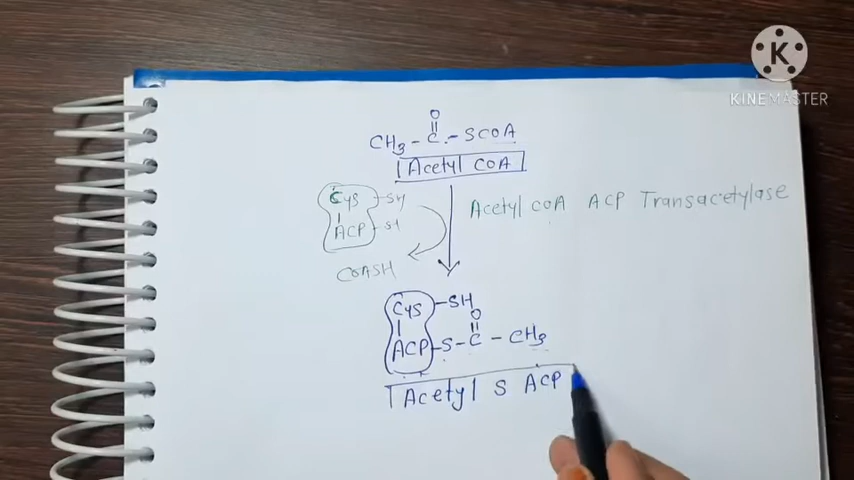 O
||
CH3 - C - SCOA
Acetyl COA
Cys - SH
|
ACP - SH
Acetyl COA ACP Transacetylase
COASH
Cys - SH
|
O
||
ACP - S - C - CH3
Acetyl S ACP
K
KINEMASTER